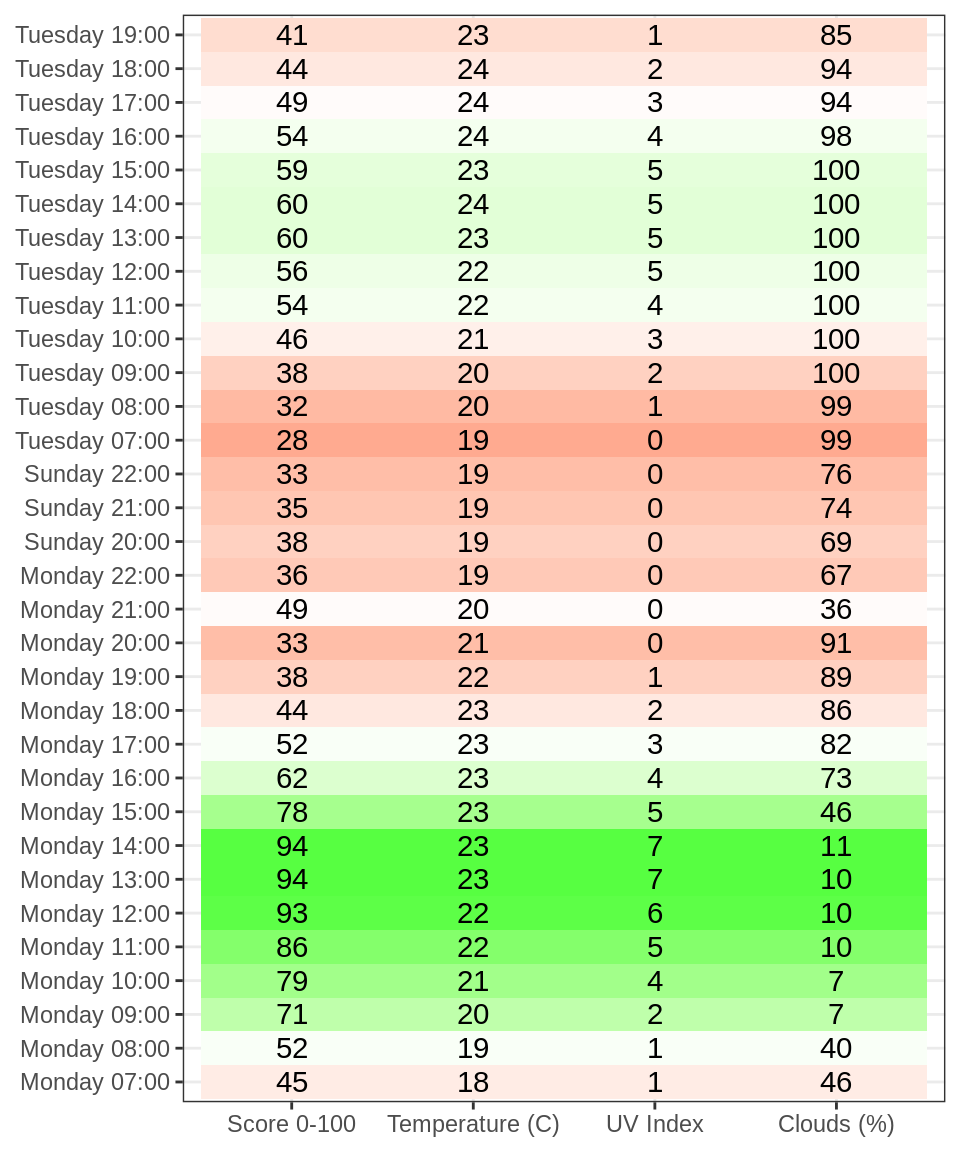 Tuesday 19:00 41 23 1 85
Tuesday 18:00 44 24 2 94
Tuesday 17:00 49 24 3 94
Tuesday 16:00 54 24 4 98
Tuesday 15:00 59 23 5 100
Tuesday 14:00 60 24 5 100
Tuesday 13:00 60 23 5 100
Tuesday 12:00 56 22 5 100
Tuesday 11:00 54 22 4 100
Tuesday 10:00 46 21 3 100
Tuesday 09:00 38 20 2 100
Tuesday 08:00 32 20 1 99
Tuesday 07:00 28 19 0 99
Sunday 22:00 33 19 0 76
Sunday 21:00 35 19 0 74
Sunday 20:00 38 19 0 69
Monday 22:00 36 19 0 67
Monday 21:00 49 20 0 36
Monday 20:00 33 21 0 91
Monday 19:00 38 22 1 89
Monday 18:00 44 23 2 86
Monday 17:00 52 23 3 82
Monday 16:00 62 23 4 73
Monday 15:00 78 23 5 46
Monday 14:00 94 23 7 11
Monday 13:00 94 23 7 10
Monday 12:00 93 22 6 10
Monday 11:00 86 22 5 10
Monday 10:00 79 21 4 7
Monday 09:00 71 20 2 7
Monday 08:00 52 19 1 40
Monday 07:00 45 18 1 46
Score 0-100 Temperature (C) UV Index Clouds (%)